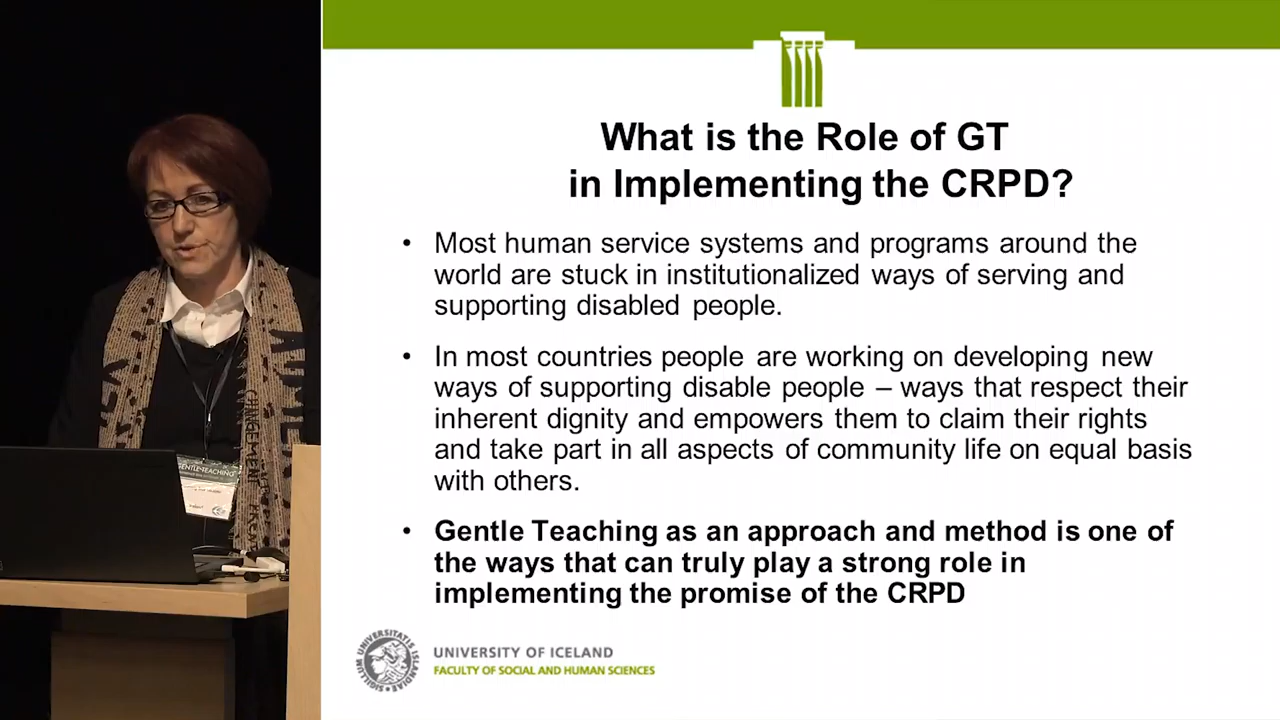 What is the Role of GT
in Implementing the CRPD?
• Most human service systems and programs around the
world are stuck in institutionalized ways of serving and
supporting disabled people.
• In most countries people are working on developing new
ways of supporting disable people – ways that respect their
inherent dignity and empowers them to claim their rights
and take part in all aspects of community life on equal basis
with others.
• Gentle Teaching as an approach and method is one of
the ways that can truly play a strong role in
implementing the promise of the CRPD
UNIVERSITATIS
ISLANDIAE
SIGILLUM
UNIVERSITY OF ICELAND
FACULTY OF SOCIAL AND HUMAN SCIENCES
GENTLE TEACHING